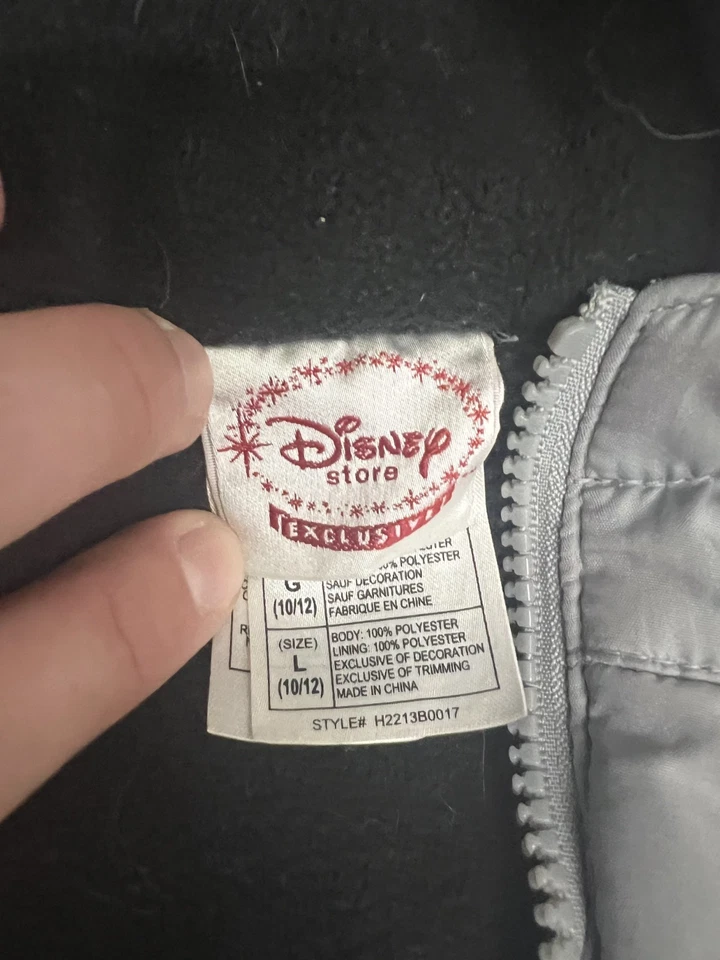 Disney
store
EXCLUSIVE
POLYESTER
G
SAUF DECORATION
(10/12)
SAUF GARNITURES
FABRIQUE EN CHINE
(SIZE)
L
(10/12)
BODY: 100% POLYESTER
LINING: 100% POLYESTER
EXCLUSIVE OF DECORATION
EXCLUSIVE OF TRIMMING
MADE IN CHINA
STYLE# H2213B0017